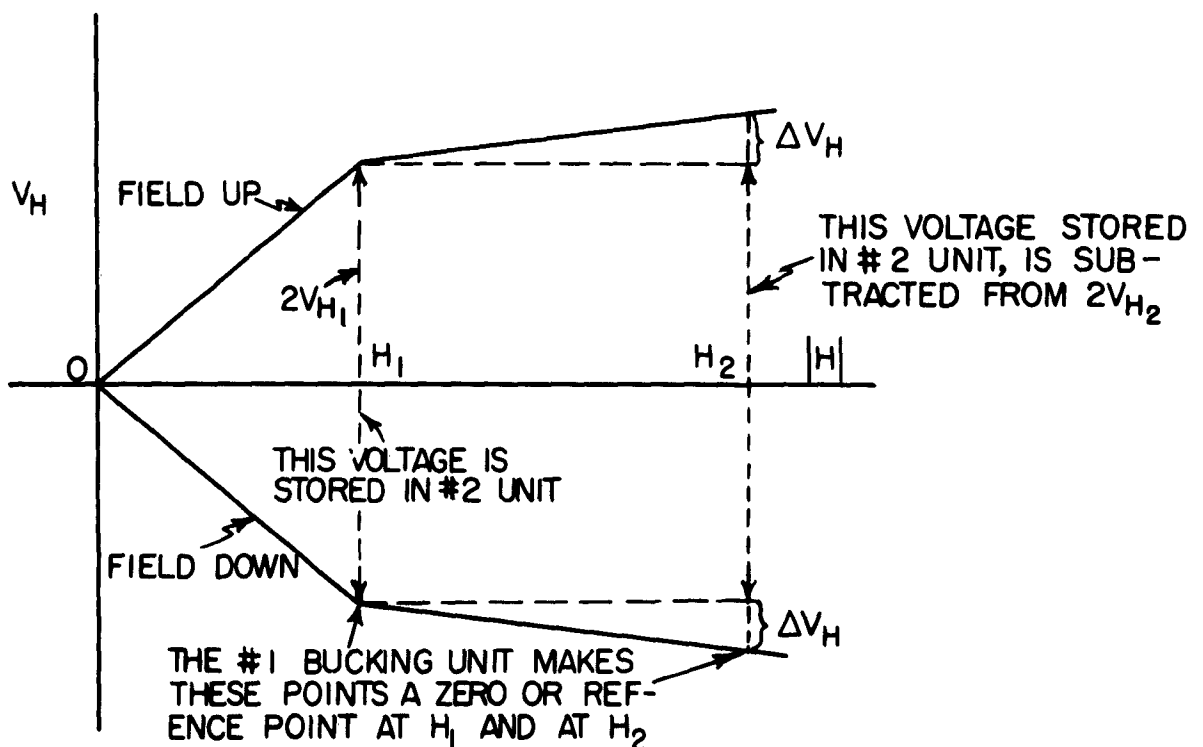 ΔV_H
V_H
FIELD UP
THIS VOLTAGE STORED
IN #2 UNIT, IS SUB-
TRACTED FROM 2V_H₂
2V_H₁
O
H₁
H₂
|H|
THIS VOLTAGE IS
STORED IN #2 UNIT
FIELD DOWN
ΔV_H
THE #1 BUCKING UNIT MAKES
THESE POINTS A ZERO OR REF-
ENCE POINT AT H₁ AND AT H₂